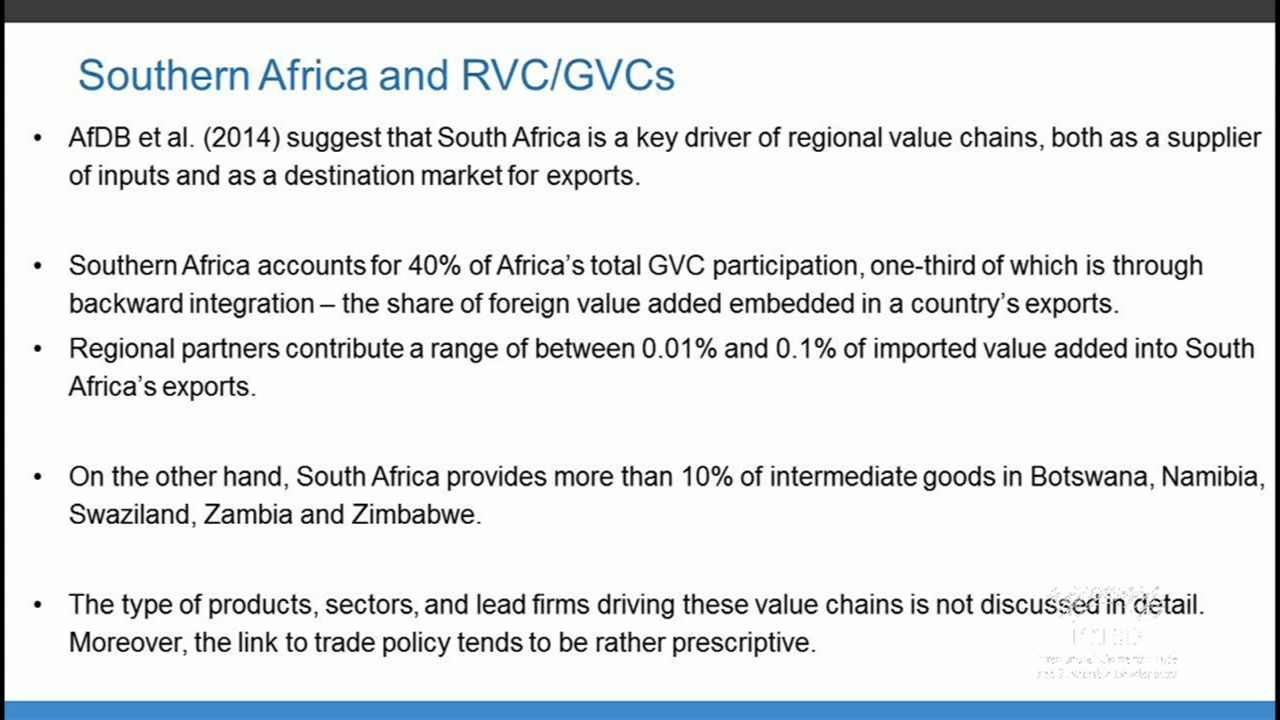 Southern Africa and RVC/GVCs
• AfDB et al. (2014) suggest that South Africa is a key driver of regional value chains, both as a supplier
of inputs and as a destination market for exports.
• Southern Africa accounts for 40% of Africa's total GVC participation, one-third of which is through
backward integration – the share of foreign value added embedded in a country's exports.
• Regional partners contribute a range of between 0.01% and 0.1% of imported value added into South
Africa's exports.
• On the other hand, South Africa provides more than 10% of intermediate goods in Botswana, Namibia,
Swaziland, Zambia and Zimbabwe.
• The type of products, sectors, and lead firms driving these value chains is not discussed in detail.
Moreover, the link to trade policy tends to be rather prescriptive.